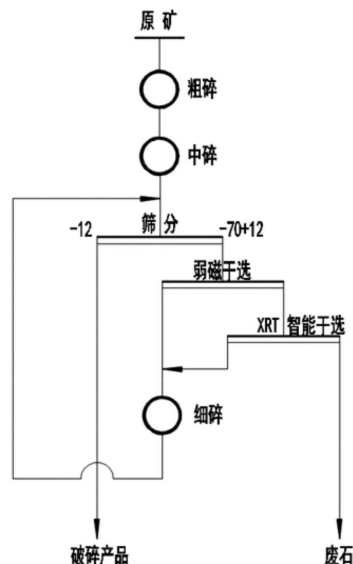 原 矿
粗碎
中碎
-12 筛 分 -70+12
弱磁干选
XRT 智能干选
细碎
破碎产品 废石